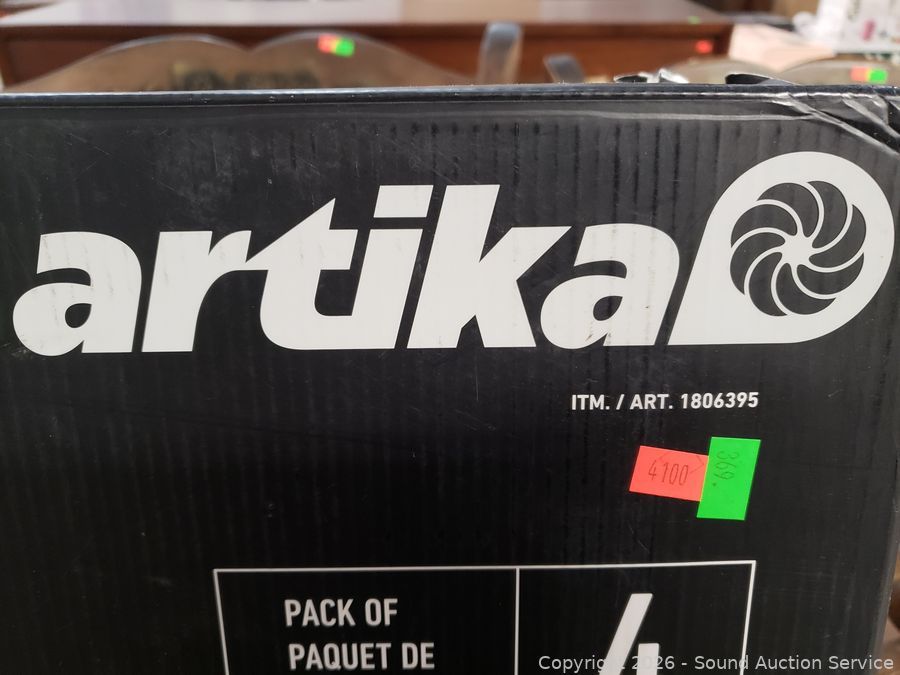 artika
ITM. / ART. 1806395
4100
369.
PACK OF
PAQUET DE
4
Copyright 2026 - Sound Auction Service